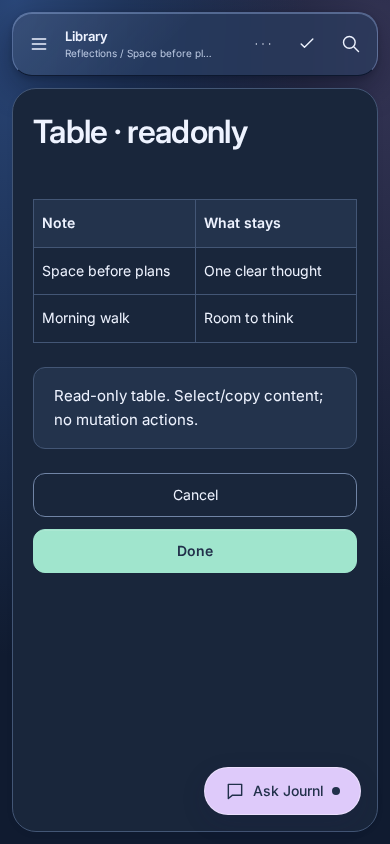 Library
Reflections / Space before pl...
Table · readonly
Note What stays
Space before plans One clear thought
Morning walk Room to think
Read-only table. Select/copy content;
no mutation actions.
Cancel
Done
Ask Journl